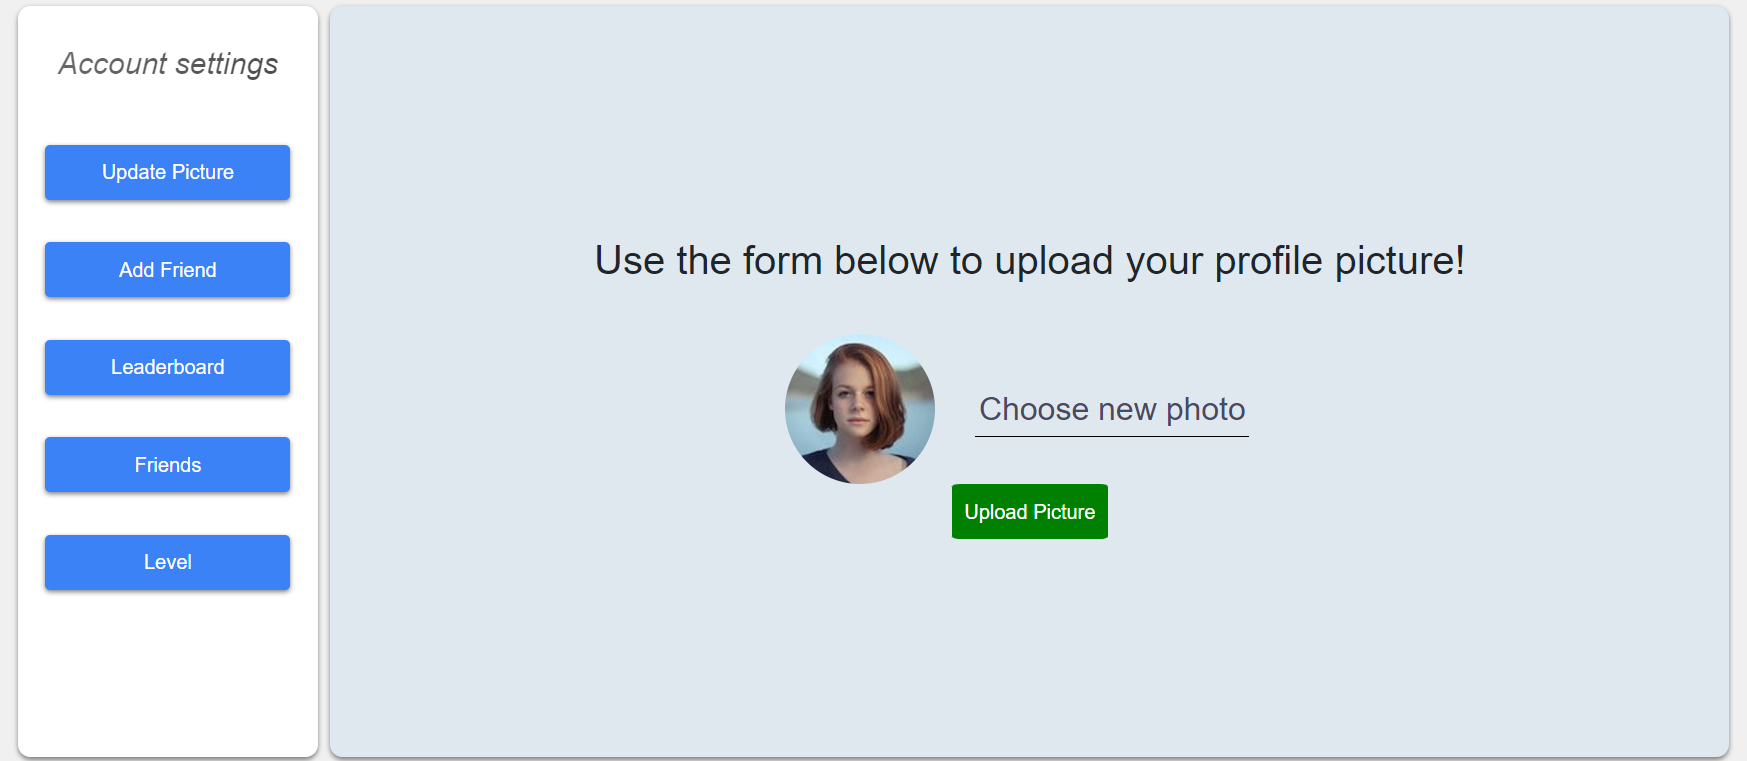 Account settings
Update Picture
Add Friend
Leaderboard
Friends
Level
Use the form below to upload your profile picture!
Choose new photo
Upload Picture